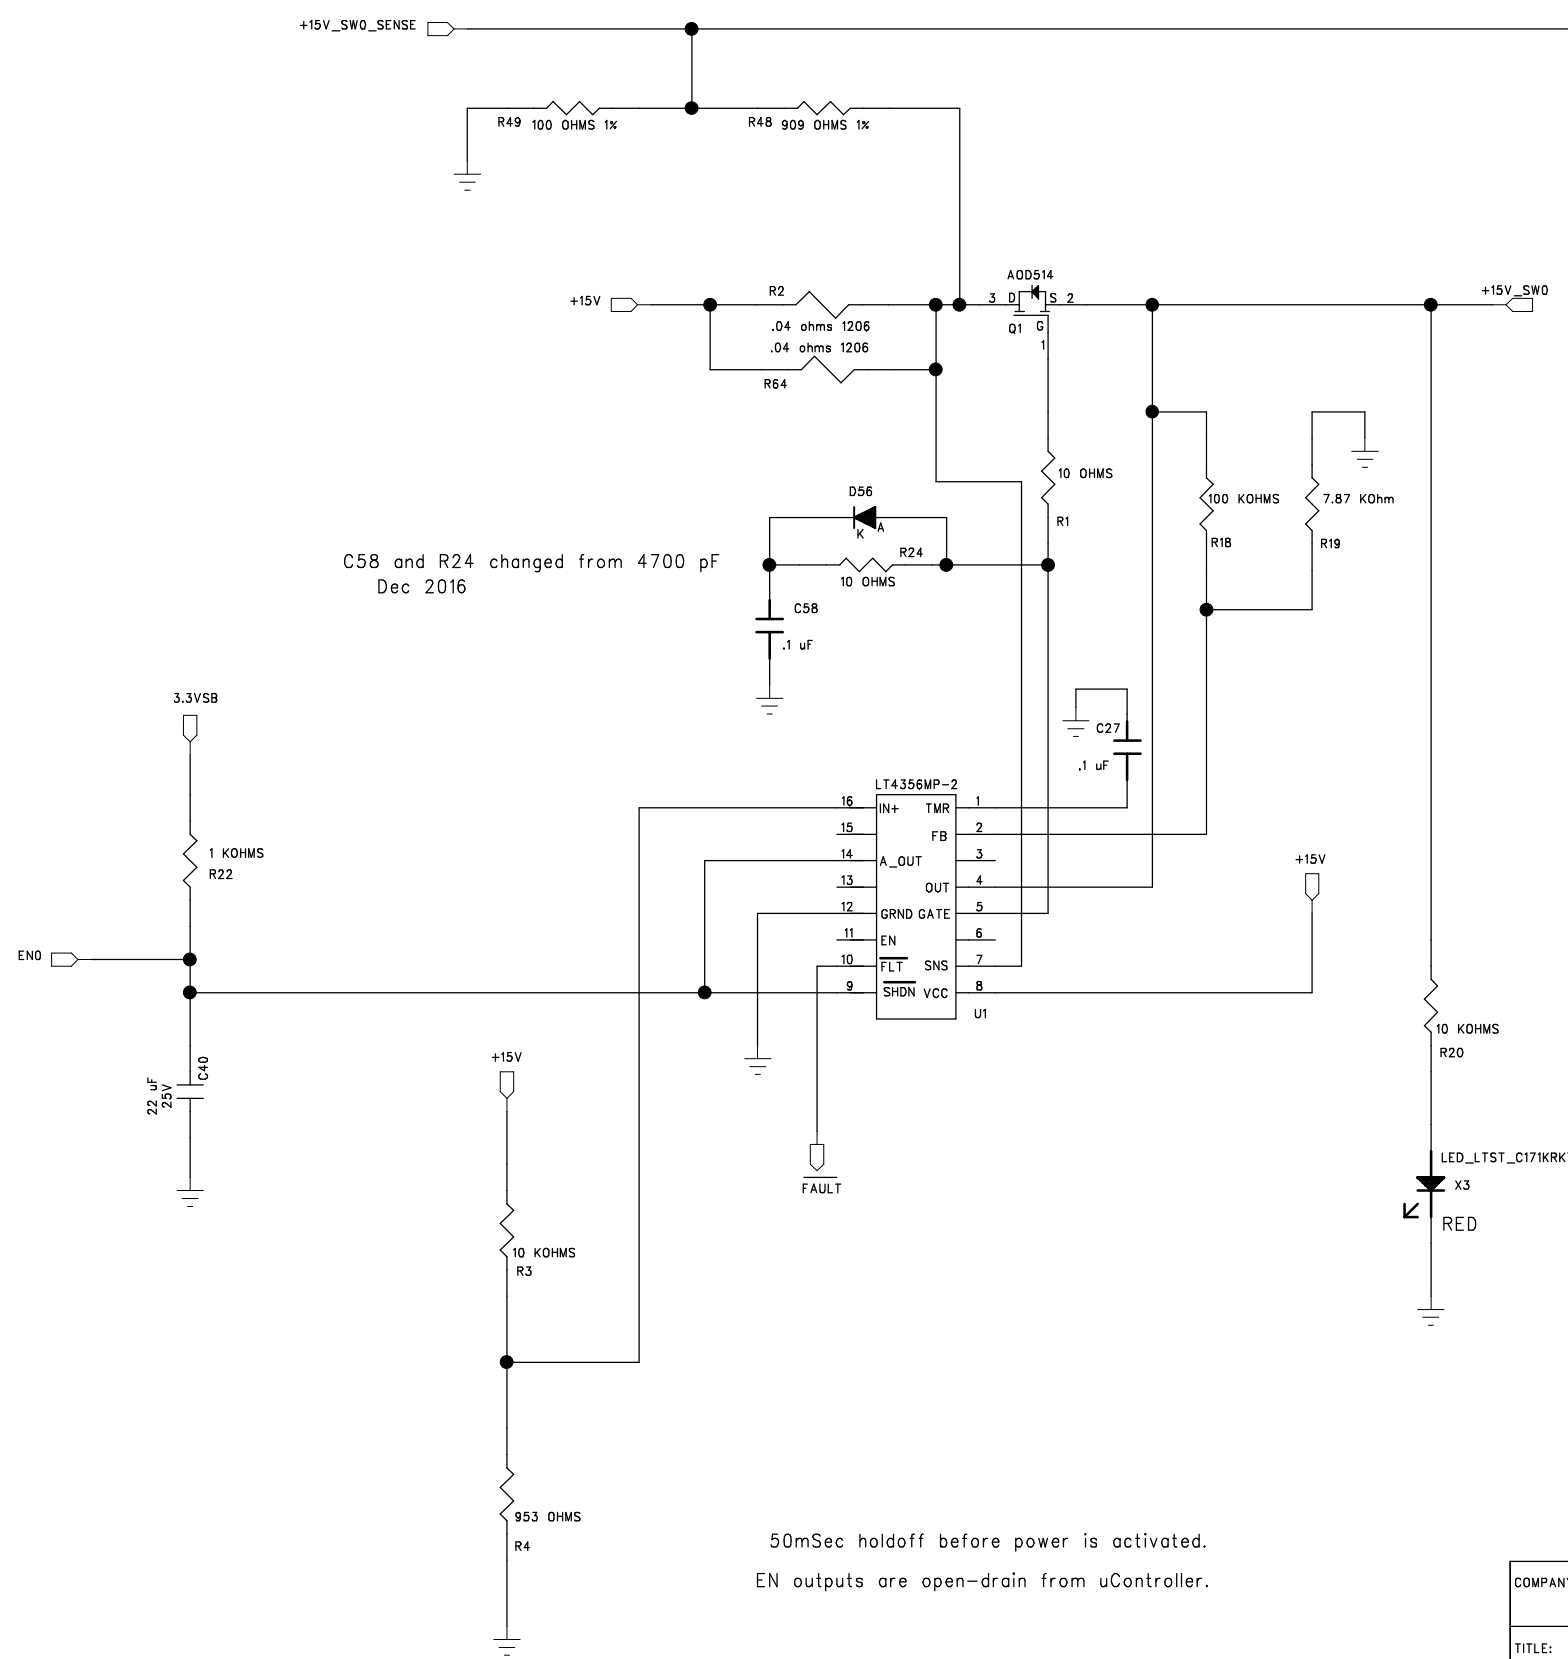 +15V_SW0_SENSE
R49 100 OHMS 1%
R48 909 OHMS 1%
AOD514
+15V
R2
3 D S 2
+15V_SW0
Q1 G
1
.04 ohms 1206
.04 ohms 1206
R64
10 OHMS
R1
D56
K A
R24
10 OHMS
100 KOHMS
R18
7.87 KOhm
R19
C58 and R24 changed from 4700 pF
Dec 2016
C58
.1 uF
3.3VSB
C27
.1 uF
LT4356MP-2
16 IN+ TMR 1
15 FB 2
14 A_OUT 3
13 OUT 4
12 GRND GATE 5
11 EN 6
10 FLT SNS 7
9 SHDN VCC 8
U1
1 KOHMS
R22
+15V
EN0
10 KOHMS
R20
C40
22 uF
25V
+15V
FAULT
LED_LTST_C171KRK
X3
RED
10 KOHMS
R3
953 OHMS
R4
50mSec holdoff before power is activated.
EN outputs are open-drain from uController.
COMPANY
TITLE: